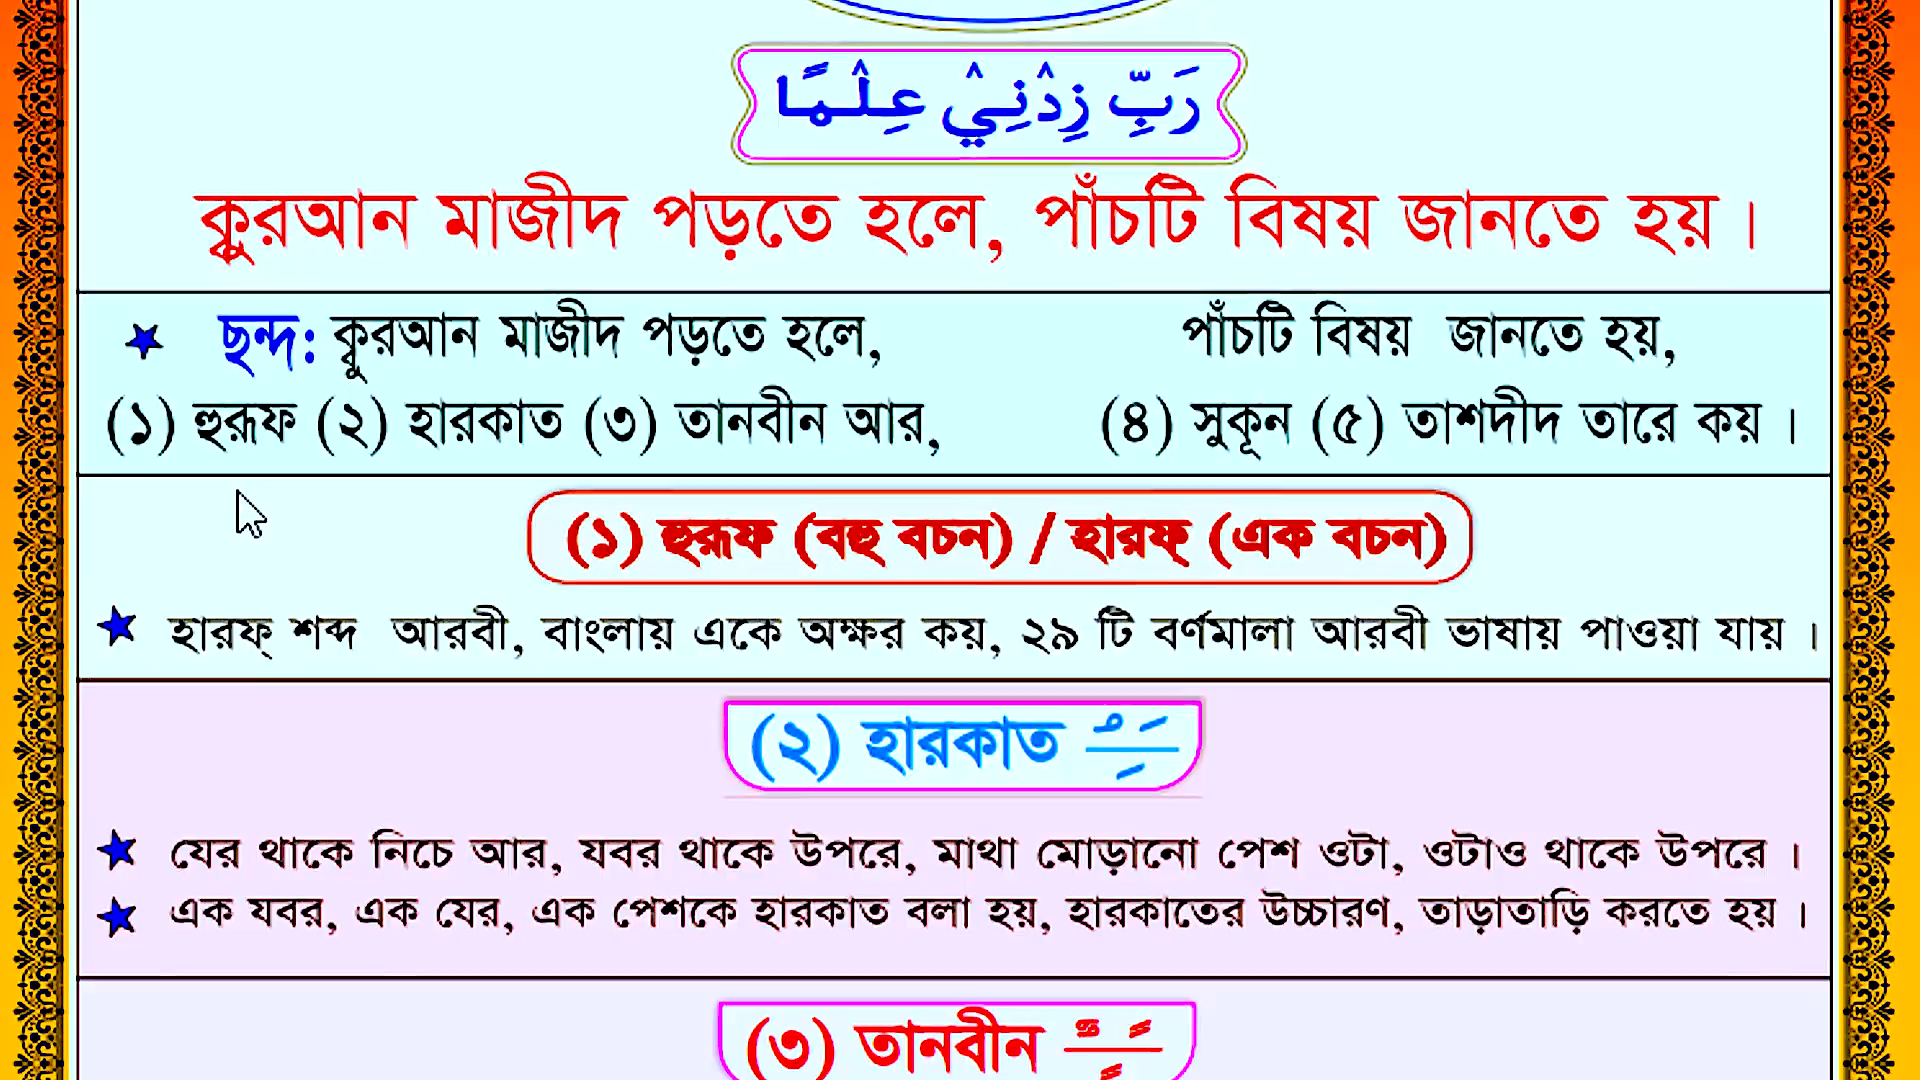 رَبِّ زِدْنِيْ عِلْمًا
ক্বুরআন মাজীদ পড়তে হলে, পাঁচটি বিষয় জানতে হয়।
ছন্দ: ক্বুরআন মাজীদ পড়তে হলে, পাঁচটি বিষয় জানতে হয়,
(১) হুরূফ (২) হারকাত (৩) তানবীন আর, (৪) সুকূন (৫) তাশদীদ তারে কয়।
(১) হুরূফ (বহু বচন) / হারফ্ (এক বচন)
হারফ্ শব্দ আরবী, বাংলায় একে অক্ষর কয়, ২৯ টি বর্ণমালা আরবী ভাষায় পাওয়া যায়।
(২) হারকাত ـَـِـُ
যের থাকে নিচে আর, যবর থাকে উপরে, মাথা মোড়ানো পেশ ওটা, ওটাও থাকে উপরে।
এক যবর, এক যের, এক পেশকে হারকাত বলা হয়, হারকাতের উচ্চারণ, তাড়াতাড়ি করতে হয়।
(৩) তানবীন ـًـٍـٌ